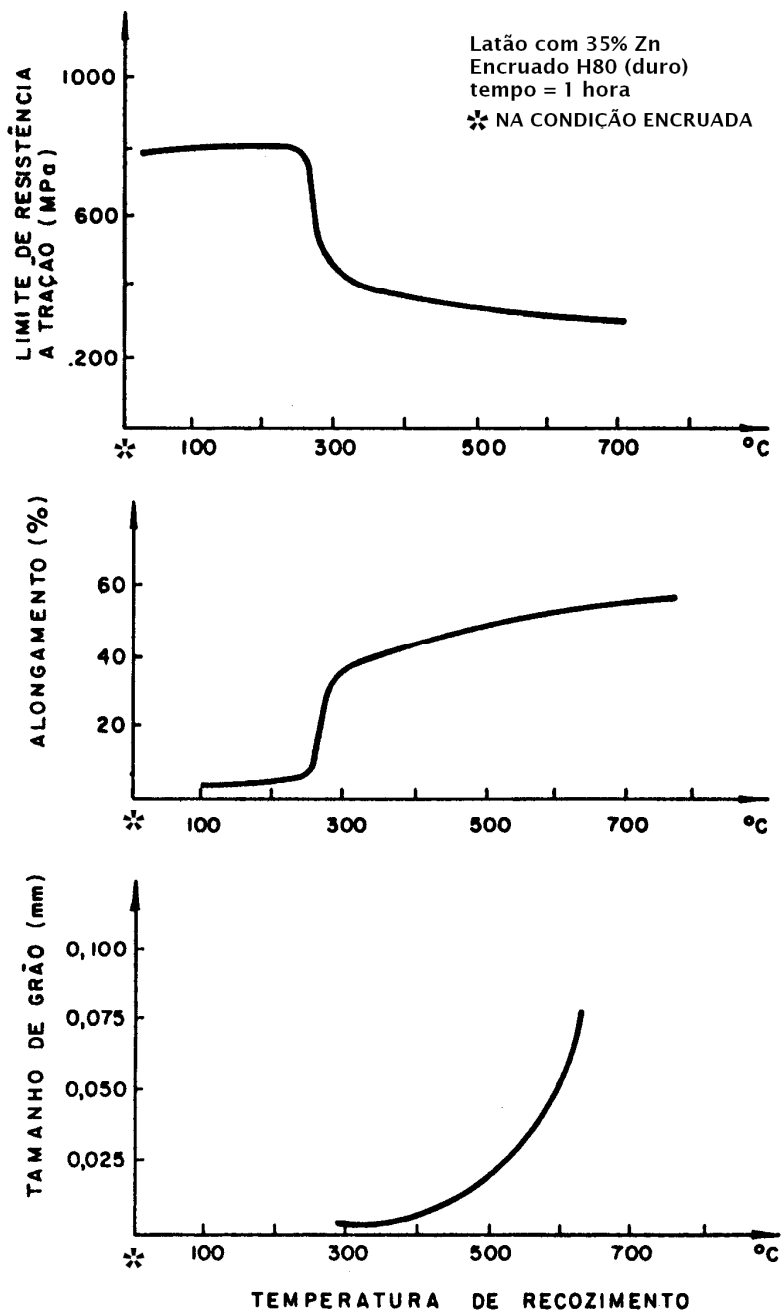 Latão com 35% Zn
Encruado H80 (duro)
tempo = 1 hora
* NA CONDIÇÃO ENCRUADA
LIMITE DE RESISTÊNCIA
A TRAÇÃO (MPa)
1000
600
.200
* 100 300 500 700 °C
ALONGAMENTO (%)
60
40
20
* 100 300 500 700 °C
TAMANHO DE GRÃO (mm)
0,100
0,075
0,050
0,025
* 100 300 500 700 °C
TEMPERATURA DE RECOZIMENTO